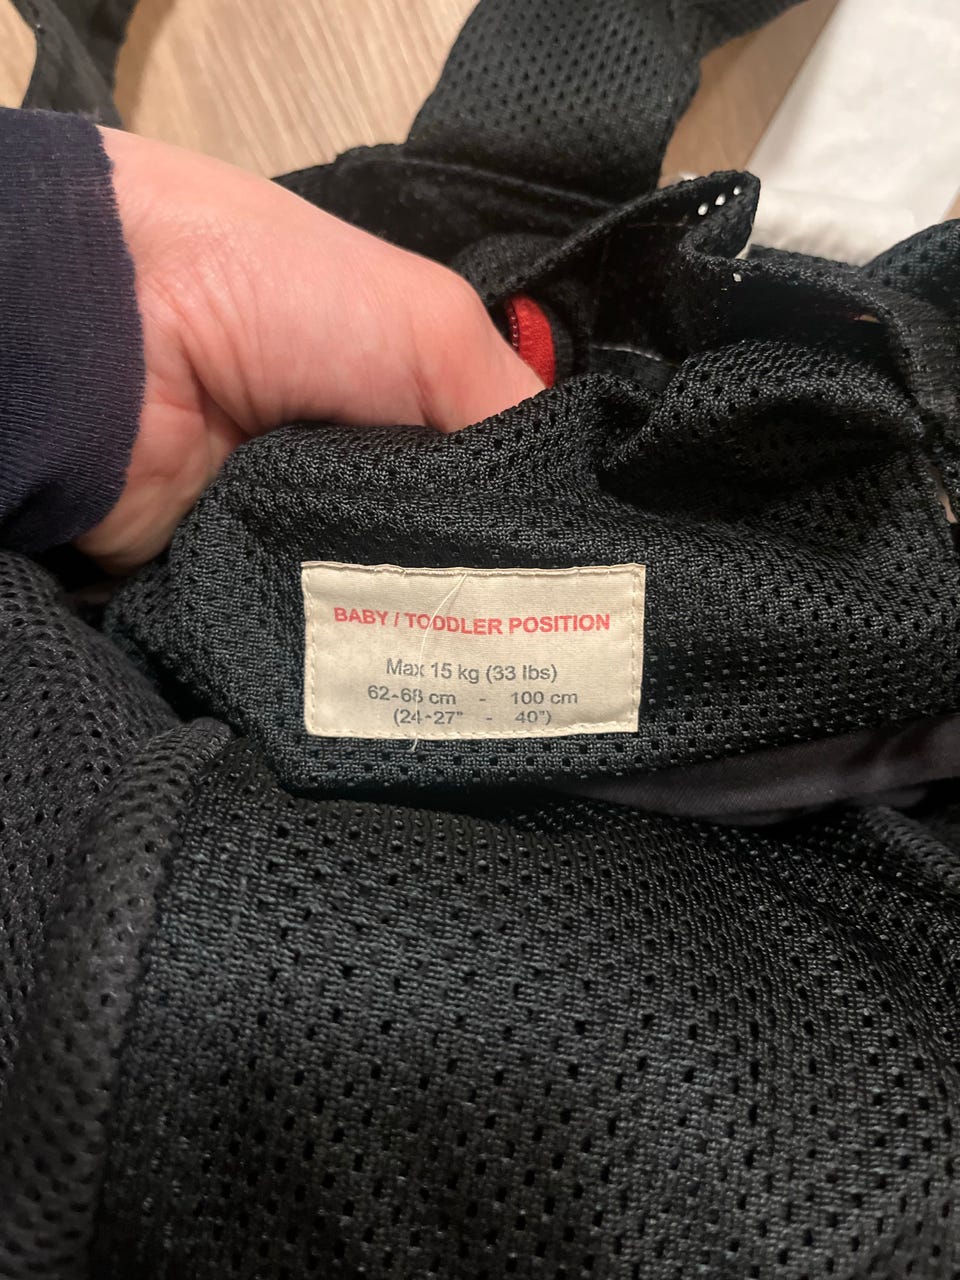 BABY / TODDLER POSITION
Max 15 kg (33 lbs)
62-68 cm - 100 cm
(24-27" - 40")